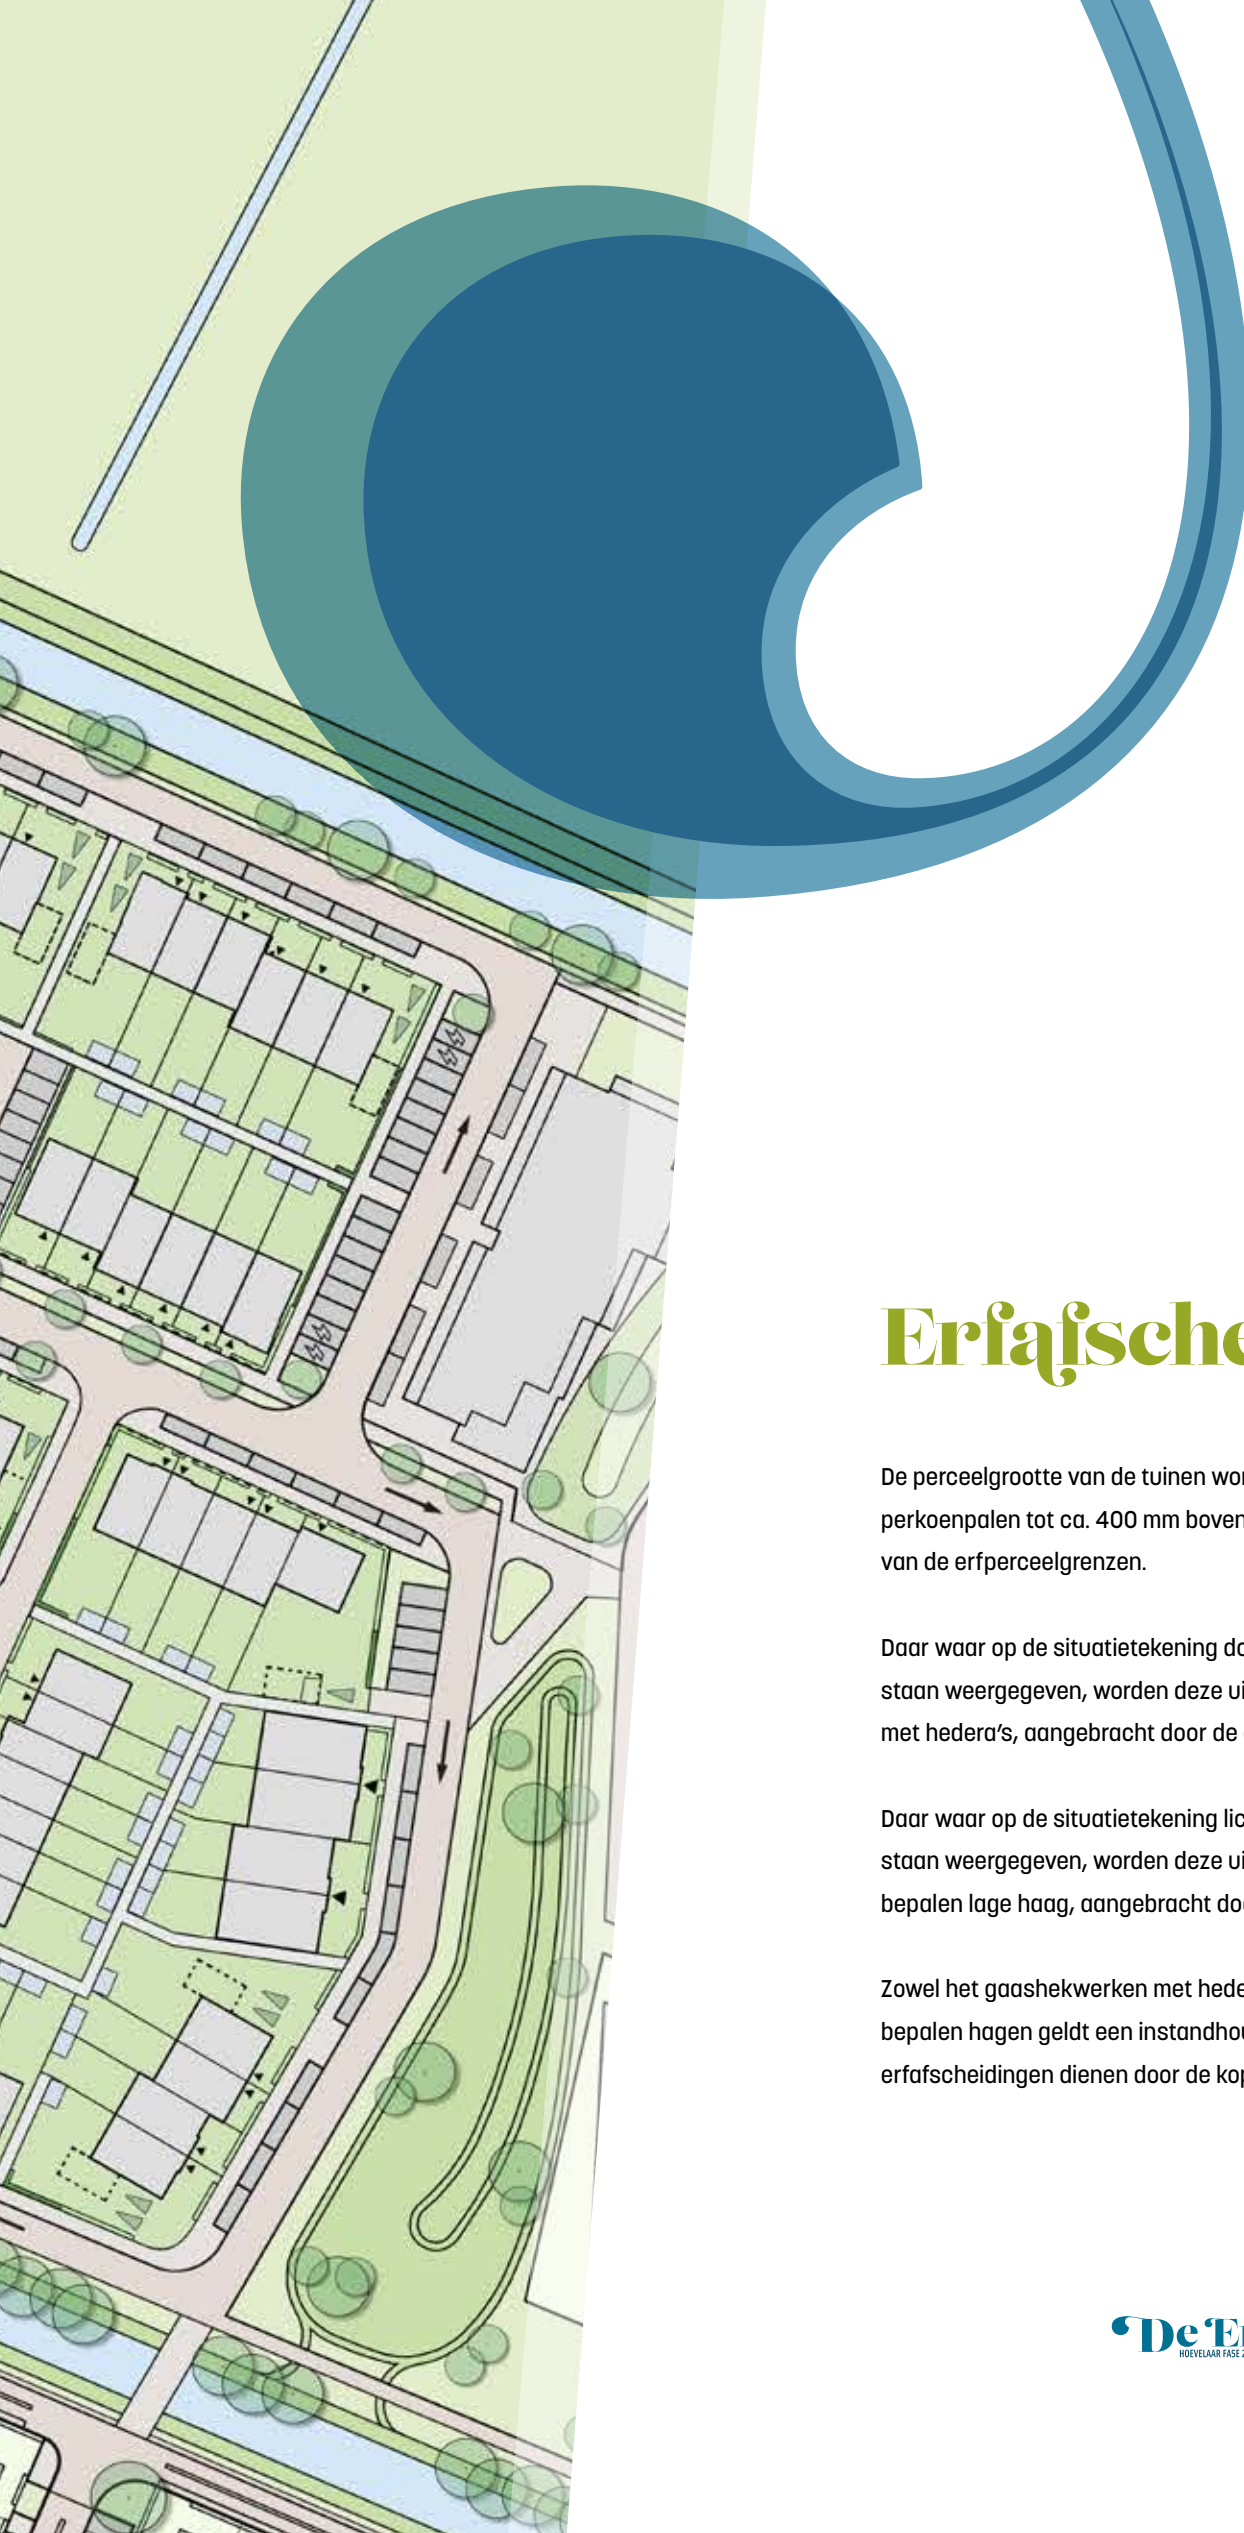 Erfafsche
De perceelgrootte van de tuinen wor
perkoenpalen tot ca. 400 mm boven
van de erfperceelgrenzen.
Daar waar op de situatietekening do
staan weergegeven, worden deze ui
met hedera's, aangebracht door de
Daar waar op de situatietekening lic
staan weergegeven, worden deze ui
bepalen lage haag, aangebracht doo
Zowel het gaashekwerken met hede
bepalen hagen geldt een instandhou
erfafscheidingen dienen door de kop
De E
HOEVELAAR FASE 2